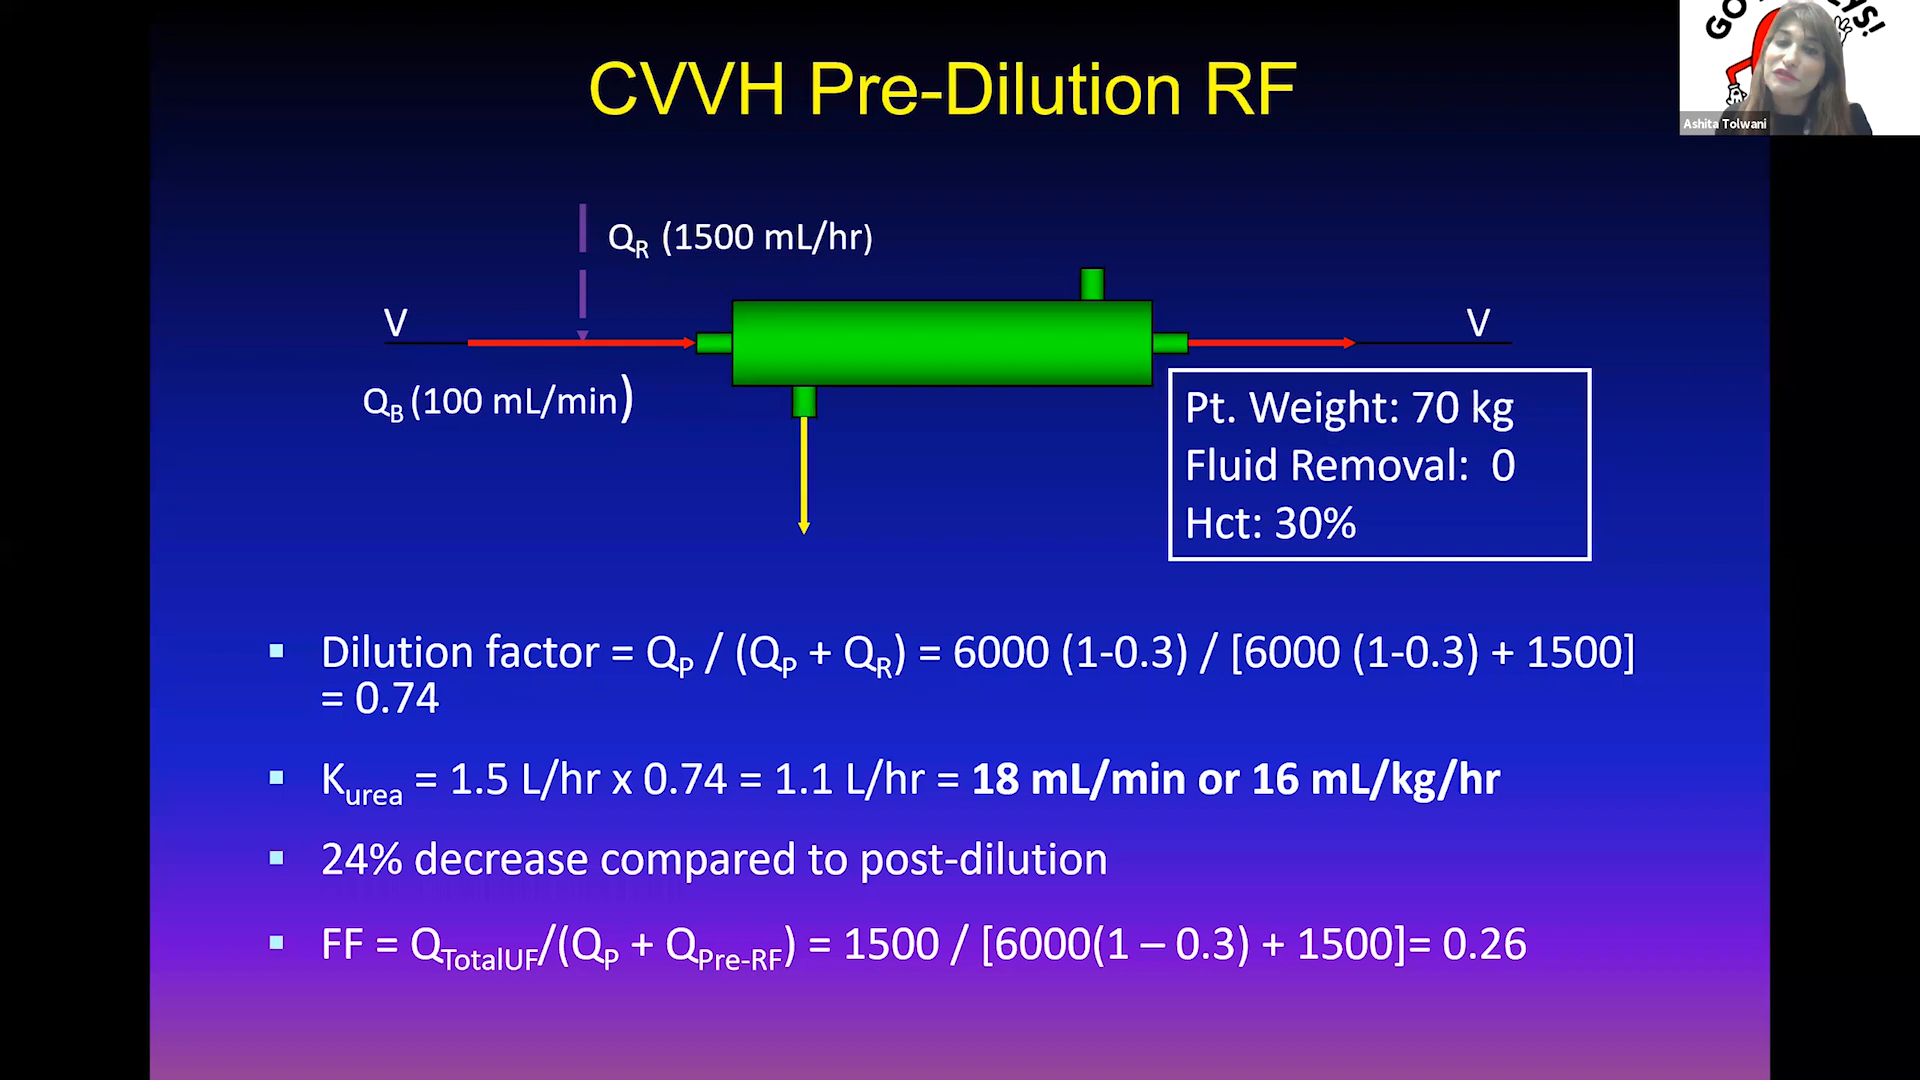 CVVH Pre-Dilution RF
GO
YS!
Ashita Tolwani
QR (1500 mL/hr)
V
V
QB (100 mL/min)
Pt. Weight: 70 kg
Fluid Removal: 0
Hct: 30%
▪ Dilution factor = QP / (QP + QR) = 6000 (1-0.3) / [6000 (1-0.3) + 1500]
= 0.74
▪ Kurea = 1.5 L/hr x 0.74 = 1.1 L/hr = 18 mL/min or 16 mL/kg/hr
▪ 24% decrease compared to post-dilution
▪ FF = QTotalUF/(QP + QPre-RF) = 1500 / [6000(1 – 0.3) + 1500]= 0.26